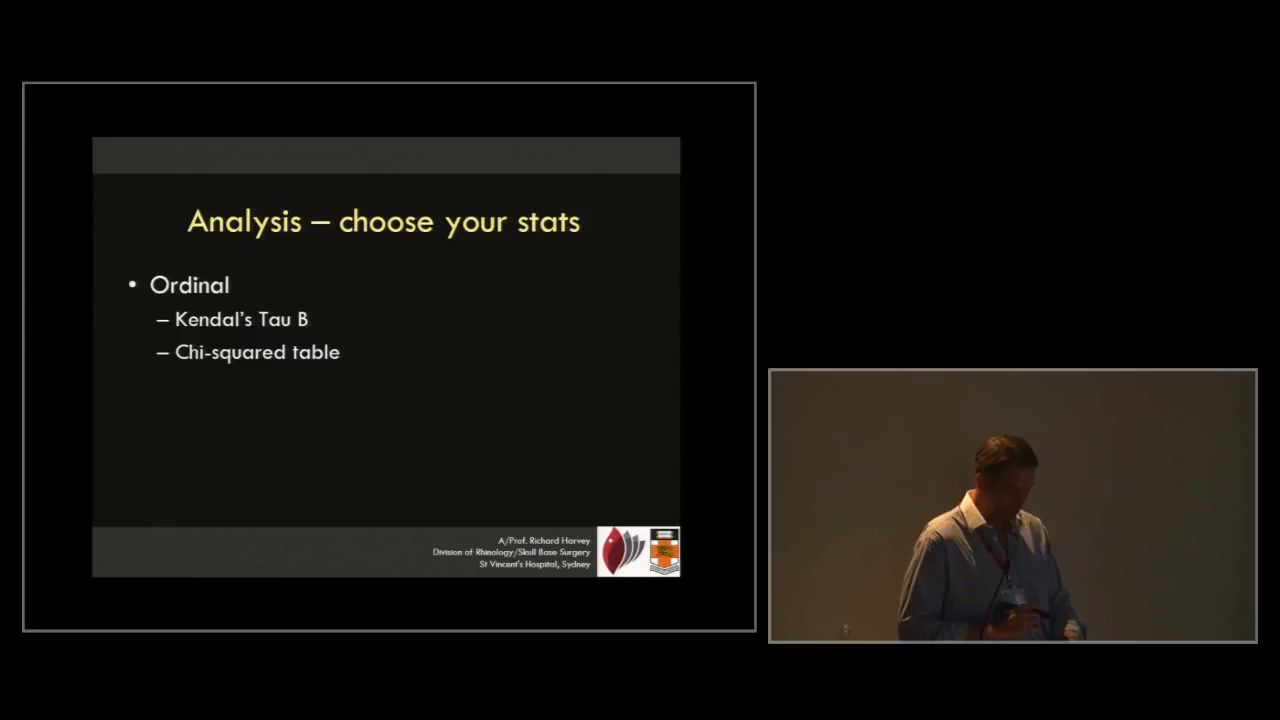 Analysis – choose your stats
• Ordinal
– Kendal's Tau B
– Chi-squared table
A/Prof. Richard Harvey
Division of Rhinology/Skull Base Surgery
St Vincent's Hospital, Sydney